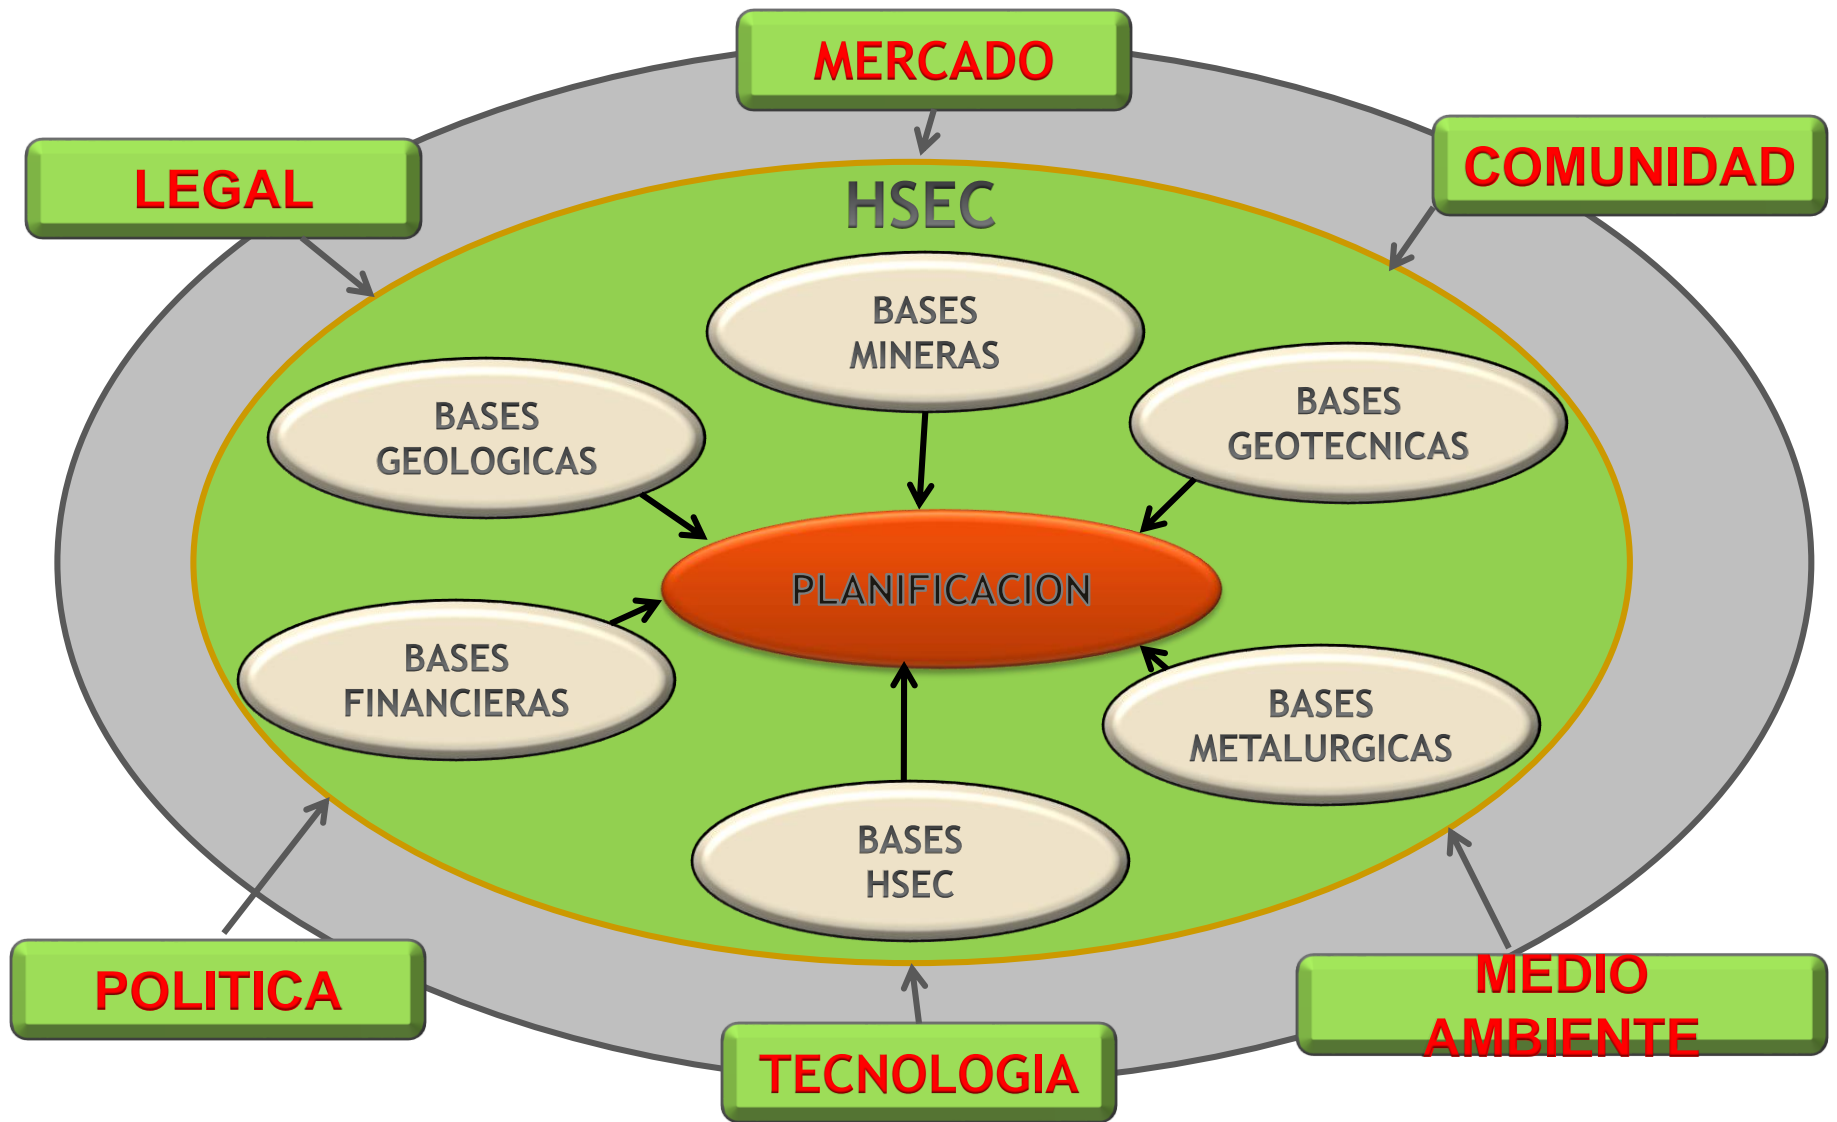 MERCADO
LEGAL
COMUNIDAD
HSEC
BASES
MINERAS
BASES
GEOLOGICAS
BASES
GEOTECNICAS
PLANIFICACION
BASES
FINANCIERAS
BASES
METALURGICAS
BASES
HSEC
POLITICA
TECNOLOGIA
MEDIO
AMBIENTE